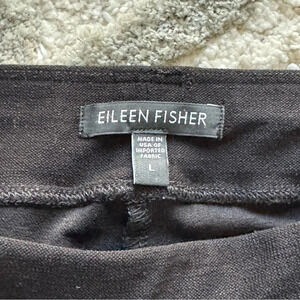 EILEEN FISHER
MADE IN
USA OF
IMPORTED
FABRIC
L